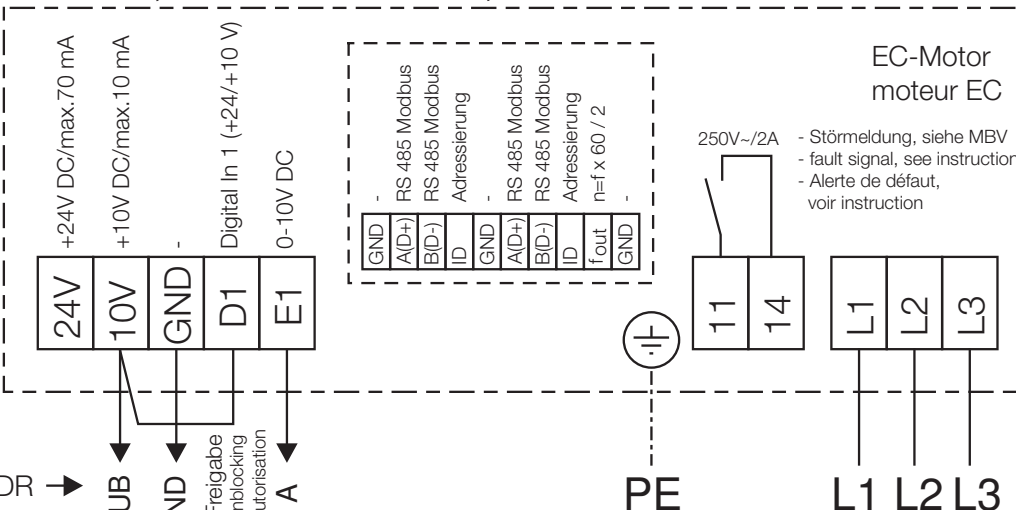 +24V DC/max.70 mA
+10V DC/max.10 mA
-
Digital In 1 (+24/+10 V)
0-10V DC
24V
10V
GND
D1
E1
-
RS 485 Modbus
RS 485 Modbus
Adressierung
-
RS 485 Modbus
RS 485 Modbus
Adressierung
n=f x 60 / 2
-
GND
A(D+)
B(D-)
ID
GND
A(D+)
B(D-)
ID
fout
GND
EC-Motor
moteur EC
250V~/2A
- Störmeldung, siehe MBV
- fault signal, see instruction
- Alerte de défaut,
voir instruction
11
14
L1
L2
L3
DR
UB
ND
Freigabe
nblocking
utorisation
A
PE
L1 L2 L3